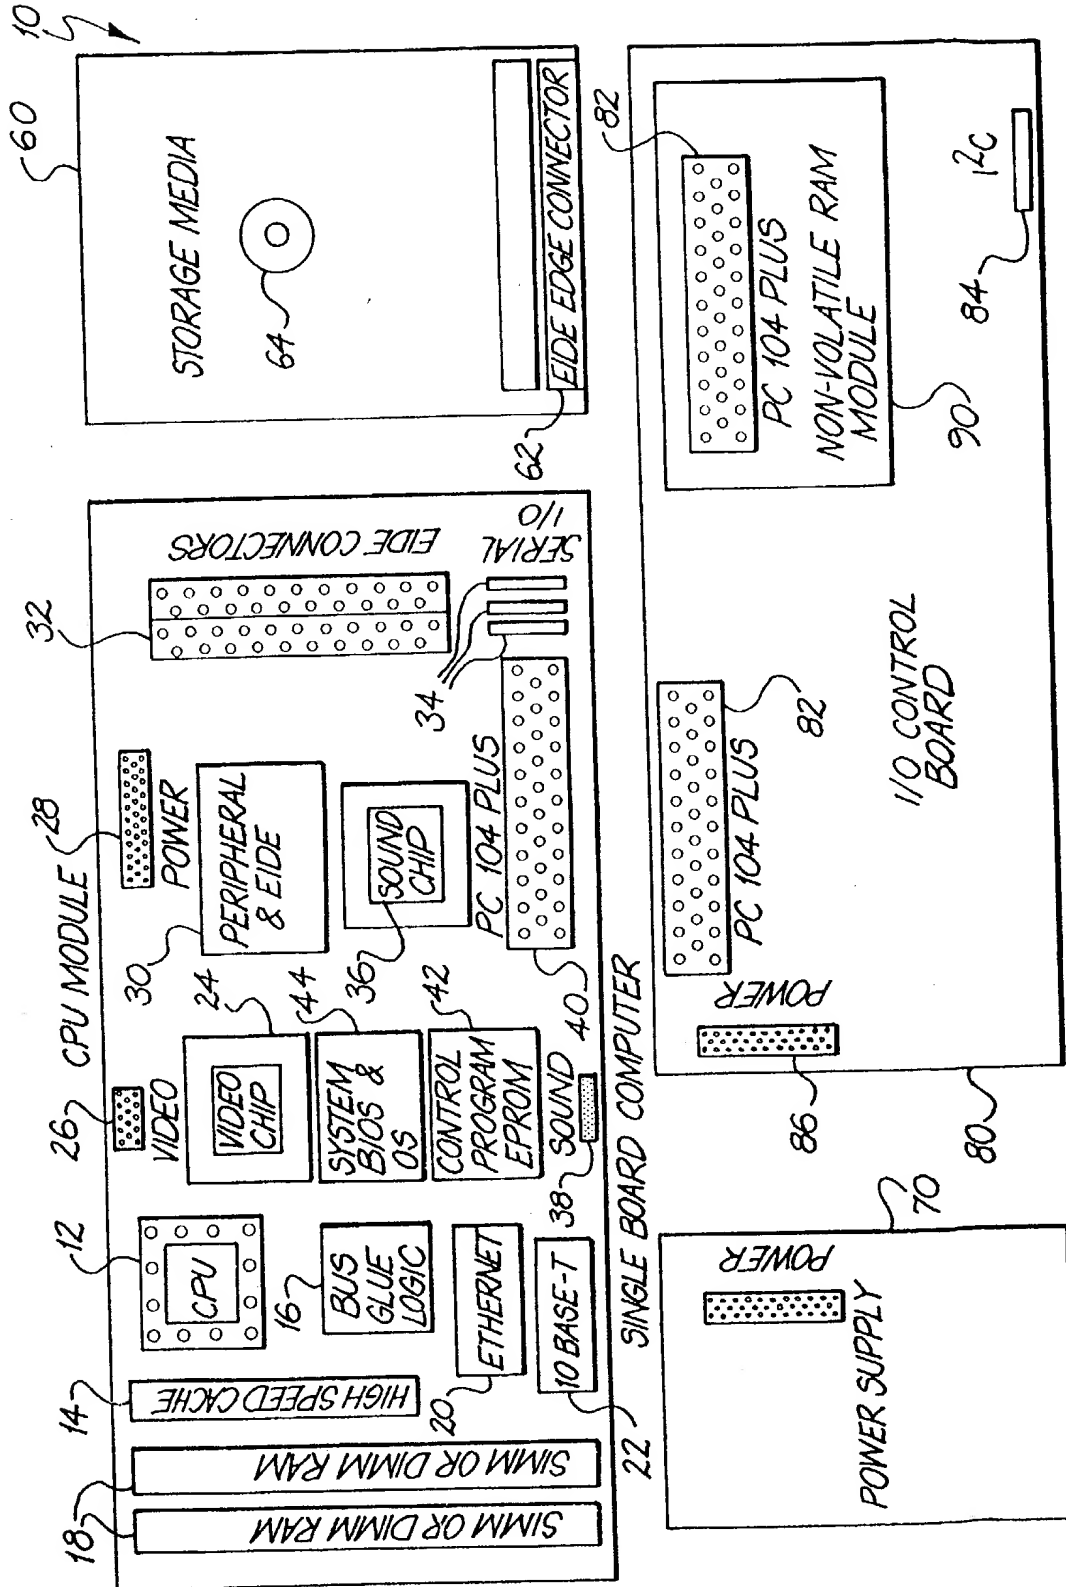 10
60
STORAGE MEDIA
64
EIDE EDGE CONNECTOR
62
CPU MODULE
32
EIDE CONNECTORS
SERIAL
I/O
34
28
POWER
30
PERIPHERAL
& EIDE
36
SOUND
CHIP
PC 104 PLUS
40
26
VIDEO
24
VIDEO
CHIP
44
SYSTEM
BIOS &
OS
42
CONTROL
PROGRAM
EPROM
SOUND
38
12
CPU
16
BUS
GLUE
LOGIC
ETHERNET
20
10 BASE-T
22
14
HIGH SPEED CACHE
18
SIMM OR DIMM RAM
SIMM OR DIMM RAM
SINGLE BOARD COMPUTER
82
PC 104 PLUS
NON-VOLATILE RAM
MODULE
90
I²C
84
82
PC 104 PLUS
I/O CONTROL
BOARD
POWER
86
80
70
POWER
POWER SUPPLY